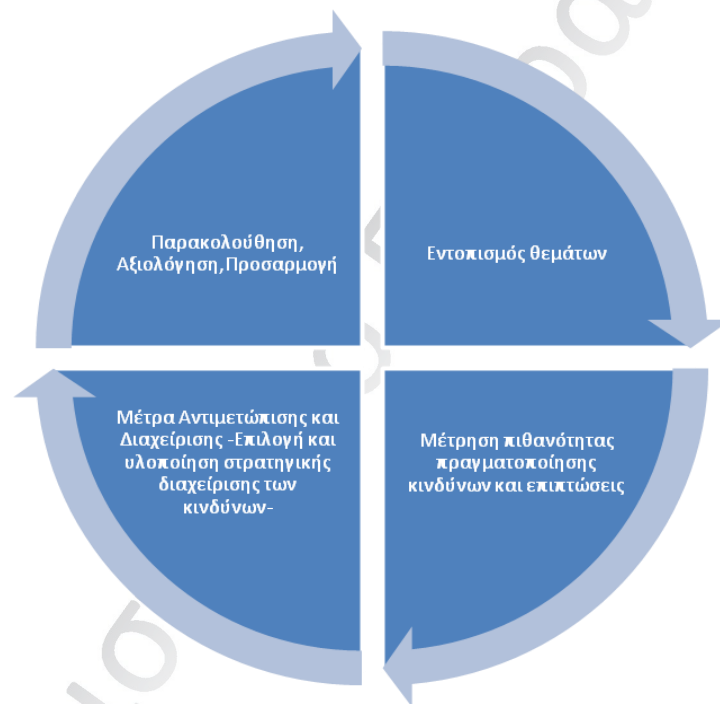 Παρακολούθηση,
Αξιολόγηση,Προσαρμογή
Εντοπισμός θεμάτων
Μέτρα Αντιμετώπισης και
Διαχείρισης -Επιλογή και
υλοποίηση στρατηγικής
διαχείρισης των
κινδύνων-
Μέτρηση πιθανότητας
πραγματοποίησης
κινδύνων και επιπτώσεις